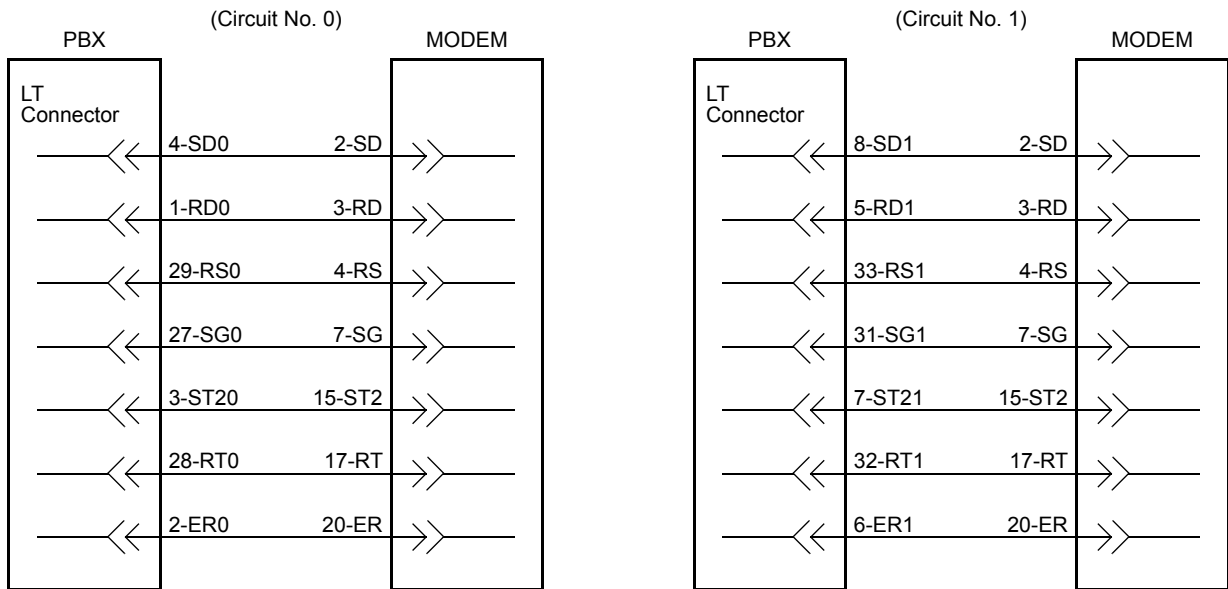 (Circuit No. 0)
PBX
MODEM
LT
Connector
4-SD0 2-SD
1-RD0 3-RD
29-RS0 4-RS
27-SG0 7-SG
3-ST20 15-ST2
28-RT0 17-RT
2-ER0 20-ER
(Circuit No. 1)
PBX
MODEM
LT
Connector
8-SD1 2-SD
5-RD1 3-RD
33-RS1 4-RS
31-SG1 7-SG
7-ST21 15-ST2
32-RT1 17-RT
6-ER1 20-ER